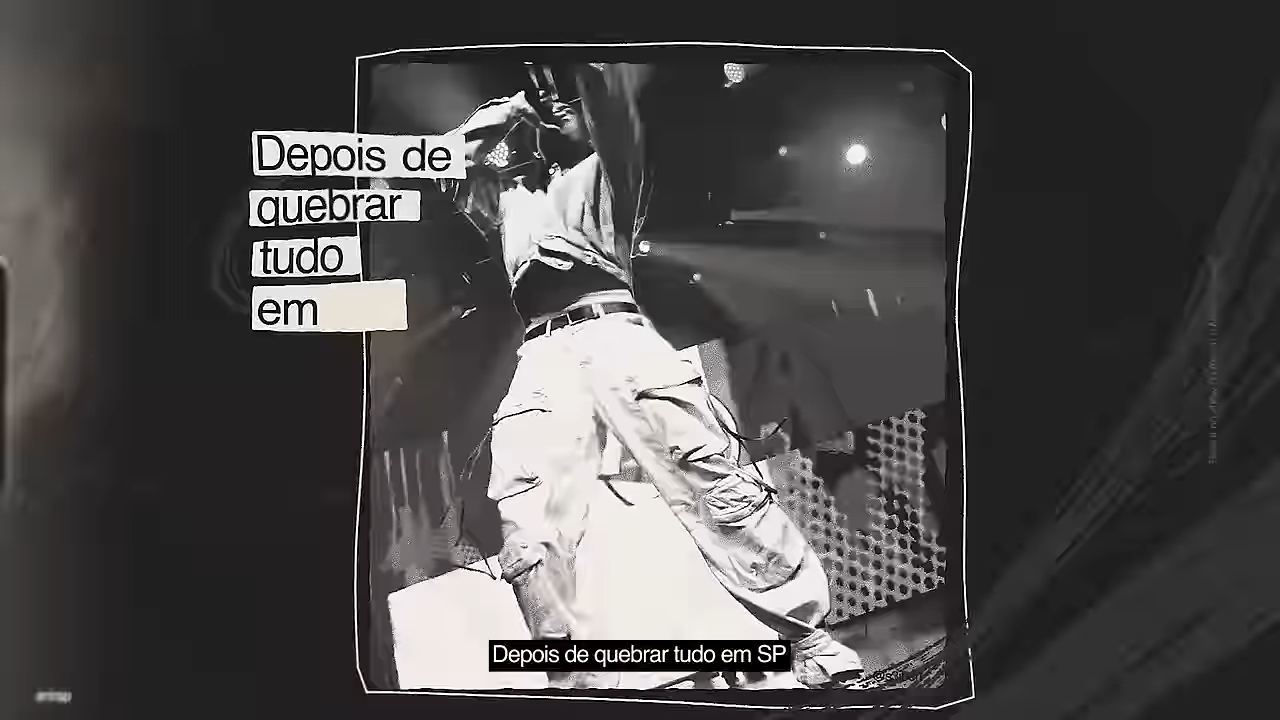 Depois de
quebrar
tudo
em
Depois de quebrar tudo em SP